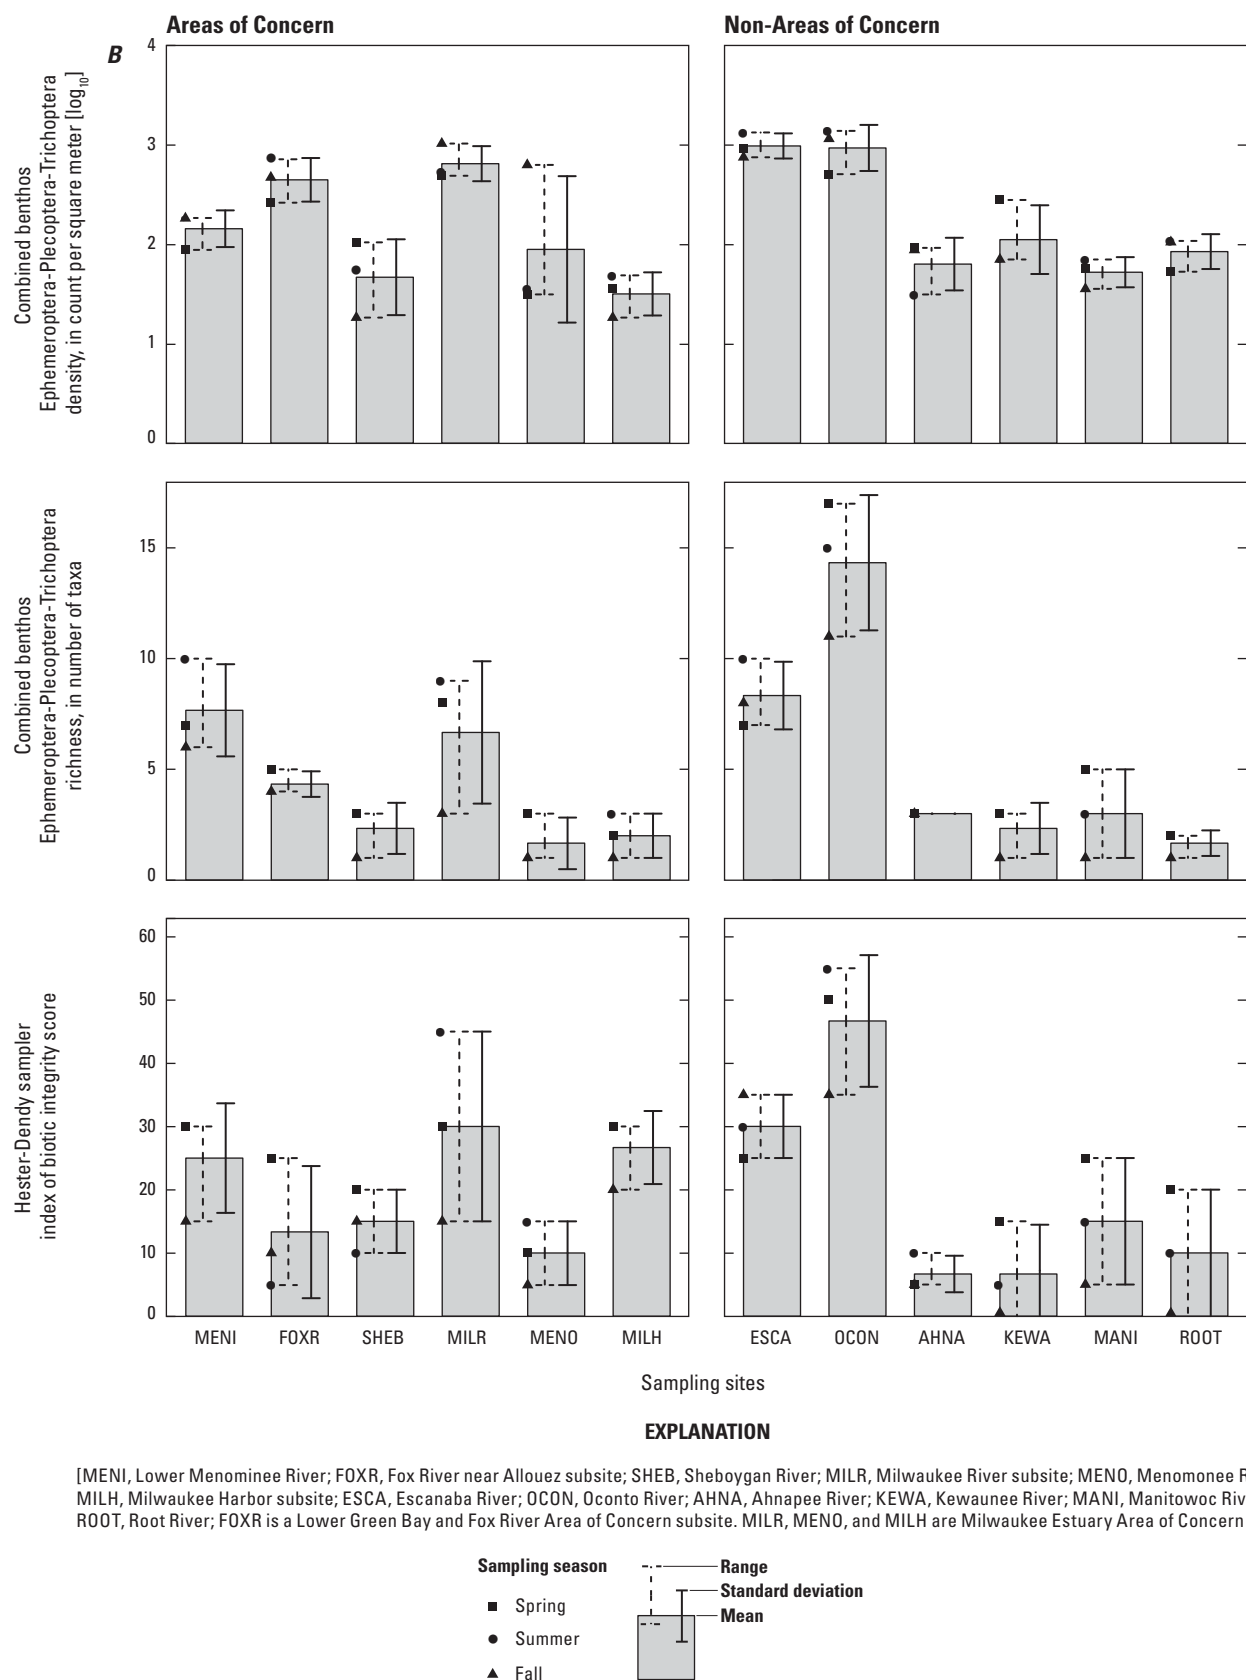 Areas of Concern
Non-Areas of Concern
B
Combined benthos
Ephemeroptera-Plecoptera-Trichoptera
density, in count per square meter [log10]
4
3
2
1
0
Combined benthos
Ephemeroptera-Plecoptera-Trichoptera
richness, in number of taxa
15
10
5
0
Hester-Dendy sampler
index of biotic integrity score
60
50
40
30
20
10
0
MENI FOXR SHEB MILR MENO MILH ESCA OCON AHNA KEWA MANI ROOT
Sampling sites
EXPLANATION
[MENI, Lower Menominee River; FOXR, Fox River near Allouez subsite; SHEB, Sheboygan River; MILR, Milwaukee River subsite; MENO, Menomonee R
MILH, Milwaukee Harbor subsite; ESCA, Escanaba River; OCON, Oconto River; AHNA, Ahnapee River; KEWA, Kewaunee River; MANI, Manitowoc Riv
ROOT, Root River; FOXR is a Lower Green Bay and Fox River Area of Concern subsite. MILR, MENO, and MILH are Milwaukee Estuary Area of Concern
Sampling season
Spring
Summer
Fall
Range
Standard deviation
Mean